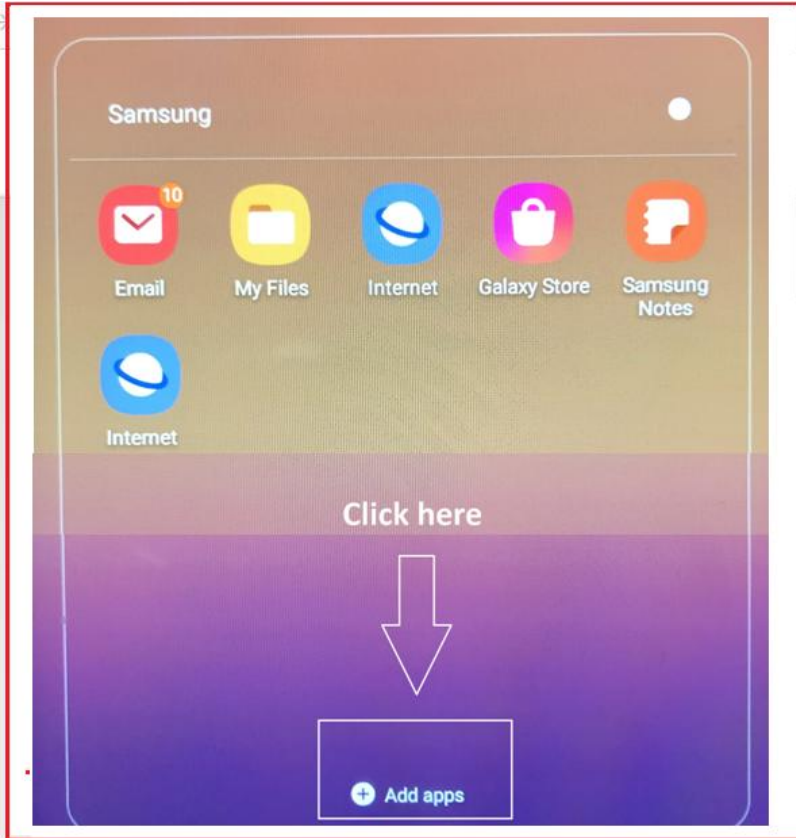 Samsung
10
Email
My Files
Internet
Galaxy Store
Samsung
Notes
Internet
Click here
Add apps